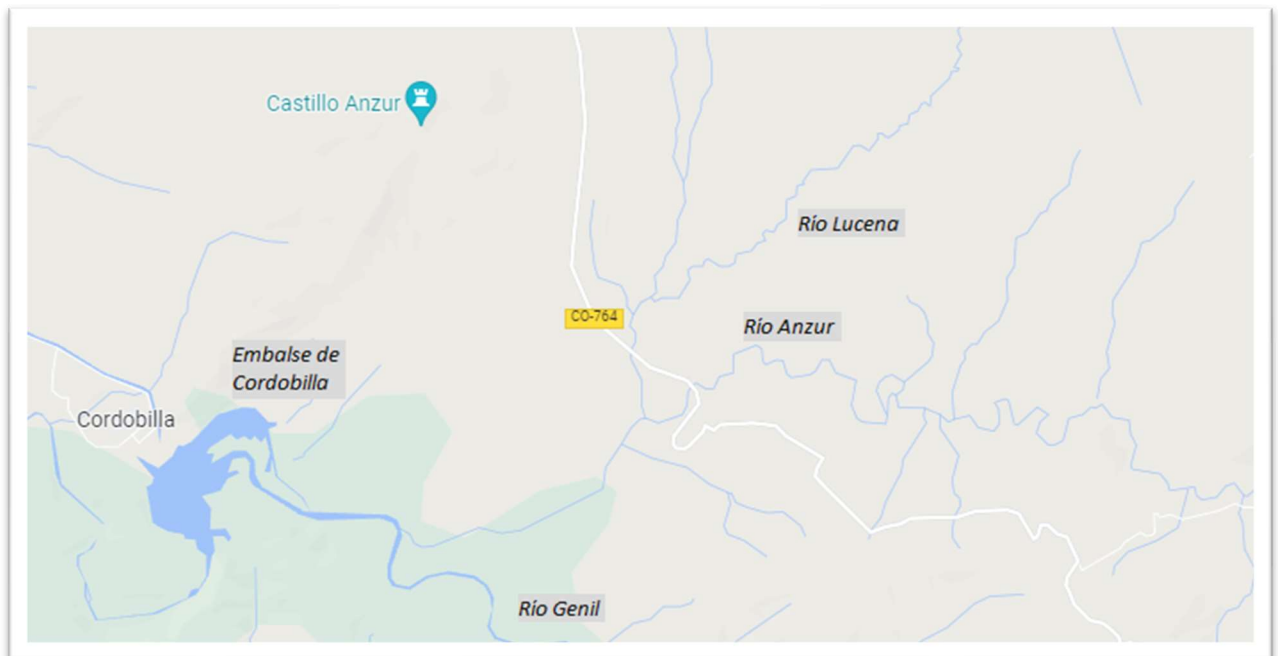 Castillo Anzur
Río Lucena
CO-764
Río Anzur
Embalse de
Cordobilla
Cordobilla
Río Genil